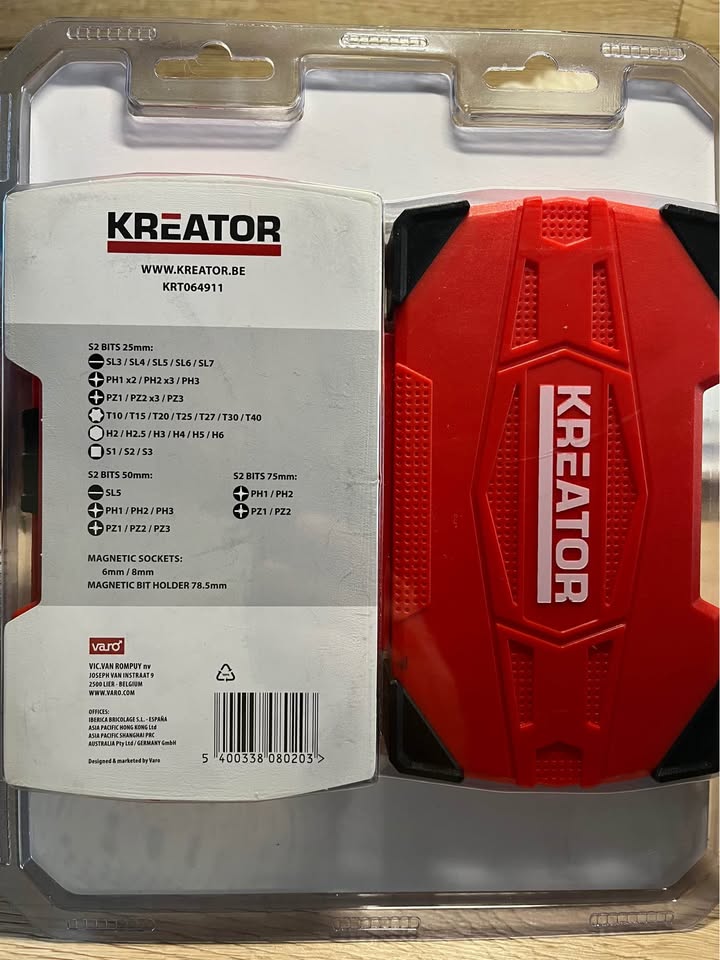 KREATOR
WWW.KREATOR.BE
KRT064911
S2 BITS 25mm:
SL3 / SL4 / SL5 / SL6 / SL7
PH1 x2 / PH2 x3 / PH3
PZ1 / PZ2 x3 / PZ3
T10 / T15 / T20 / T25 / T27 / T30 / T40
H2 / H2.5 / H3 / H4 / H5 / H6
S1 / S2 / S3
S2 BITS 50mm:
SL5
PH1 / PH2 / PH3
PZ1 / PZ2 / PZ3
S2 BITS 75mm:
PH1 / PH2
PZ1 / PZ2
MAGNETIC SOCKETS:
6mm / 8mm
MAGNETIC BIT HOLDER 78.5mm
varo
VIC.VAN ROMPUY nv
JOSEPH VAN INSTRAAT 9
2500 LIER - BELGIUM
WWW.VARO.COM
OFFICES:
IBERICA BRICOLAGE S.L. - ESPAÑA
ASIA PACIFIC HONG KONG Ltd
ASIA PACIFIC SHANGHAI PRC
AUSTRALIA Pty Ltd / GERMANY GmbH
Designed & marketed by Varo
5 400338 080203 >
KREATOR